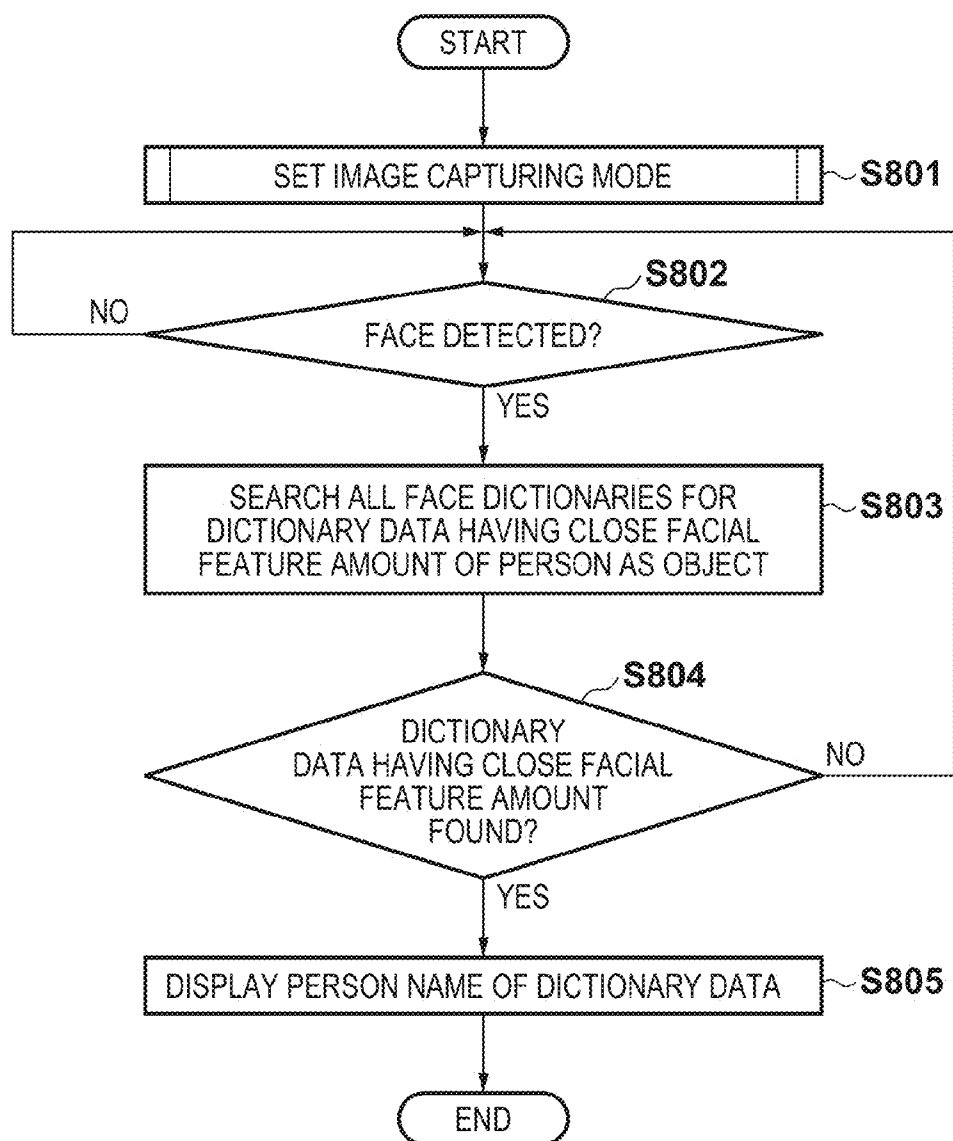 START
SET IMAGE CAPTURING MODE
S801
S802
NO
FACE DETECTED?
YES
SEARCH ALL FACE DICTIONARIES FOR
DICTIONARY DATA HAVING CLOSE FACIAL
FEATURE AMOUNT OF PERSON AS OBJECT
S803
S804
DICTIONARY
DATA HAVING CLOSE FACIAL
FEATURE AMOUNT
FOUND?
NO
YES
DISPLAY PERSON NAME OF DICTIONARY DATA
S805
END